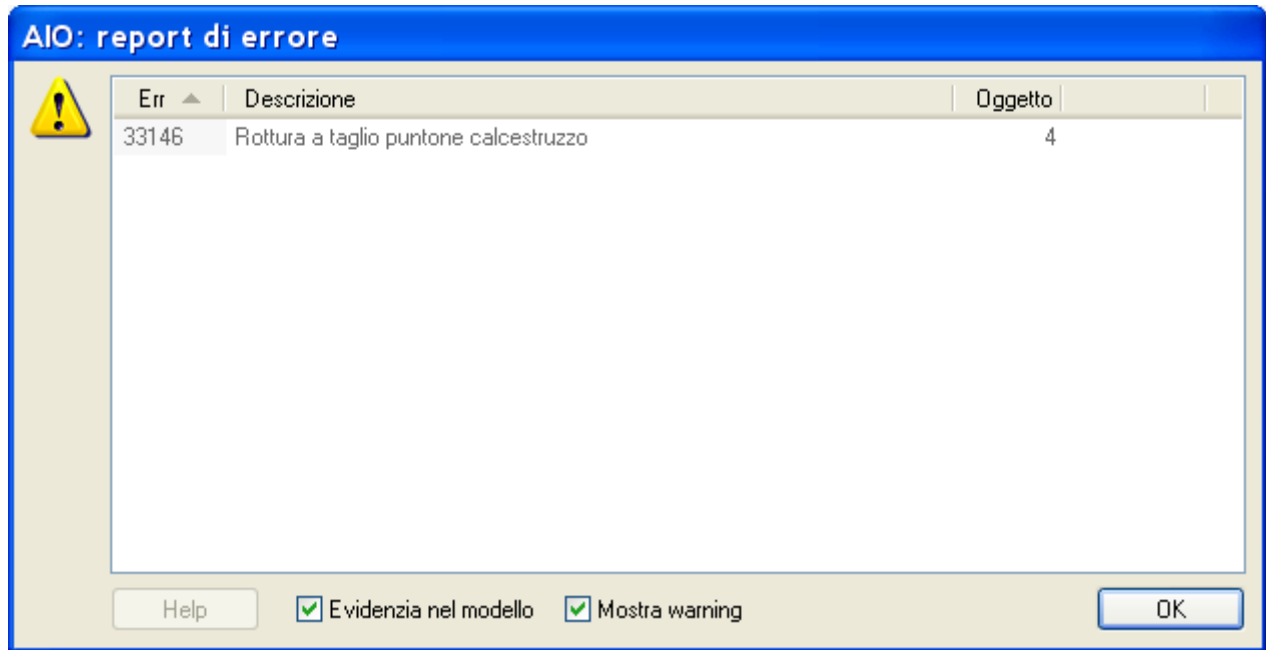 AIO: report di errore
Err Descrizione Oggetto
33146 Rottura a taglio puntone calcestruzzo 4
Help Evidenzia nel modello Mostra warning OK